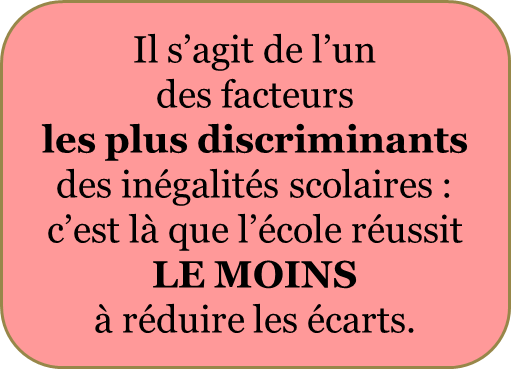 Il s’agit de l’un
des facteurs
les plus discriminants
des inégalités scolaires :
c’est là que l’école réussit
LE MOINS
à réduire les écarts.